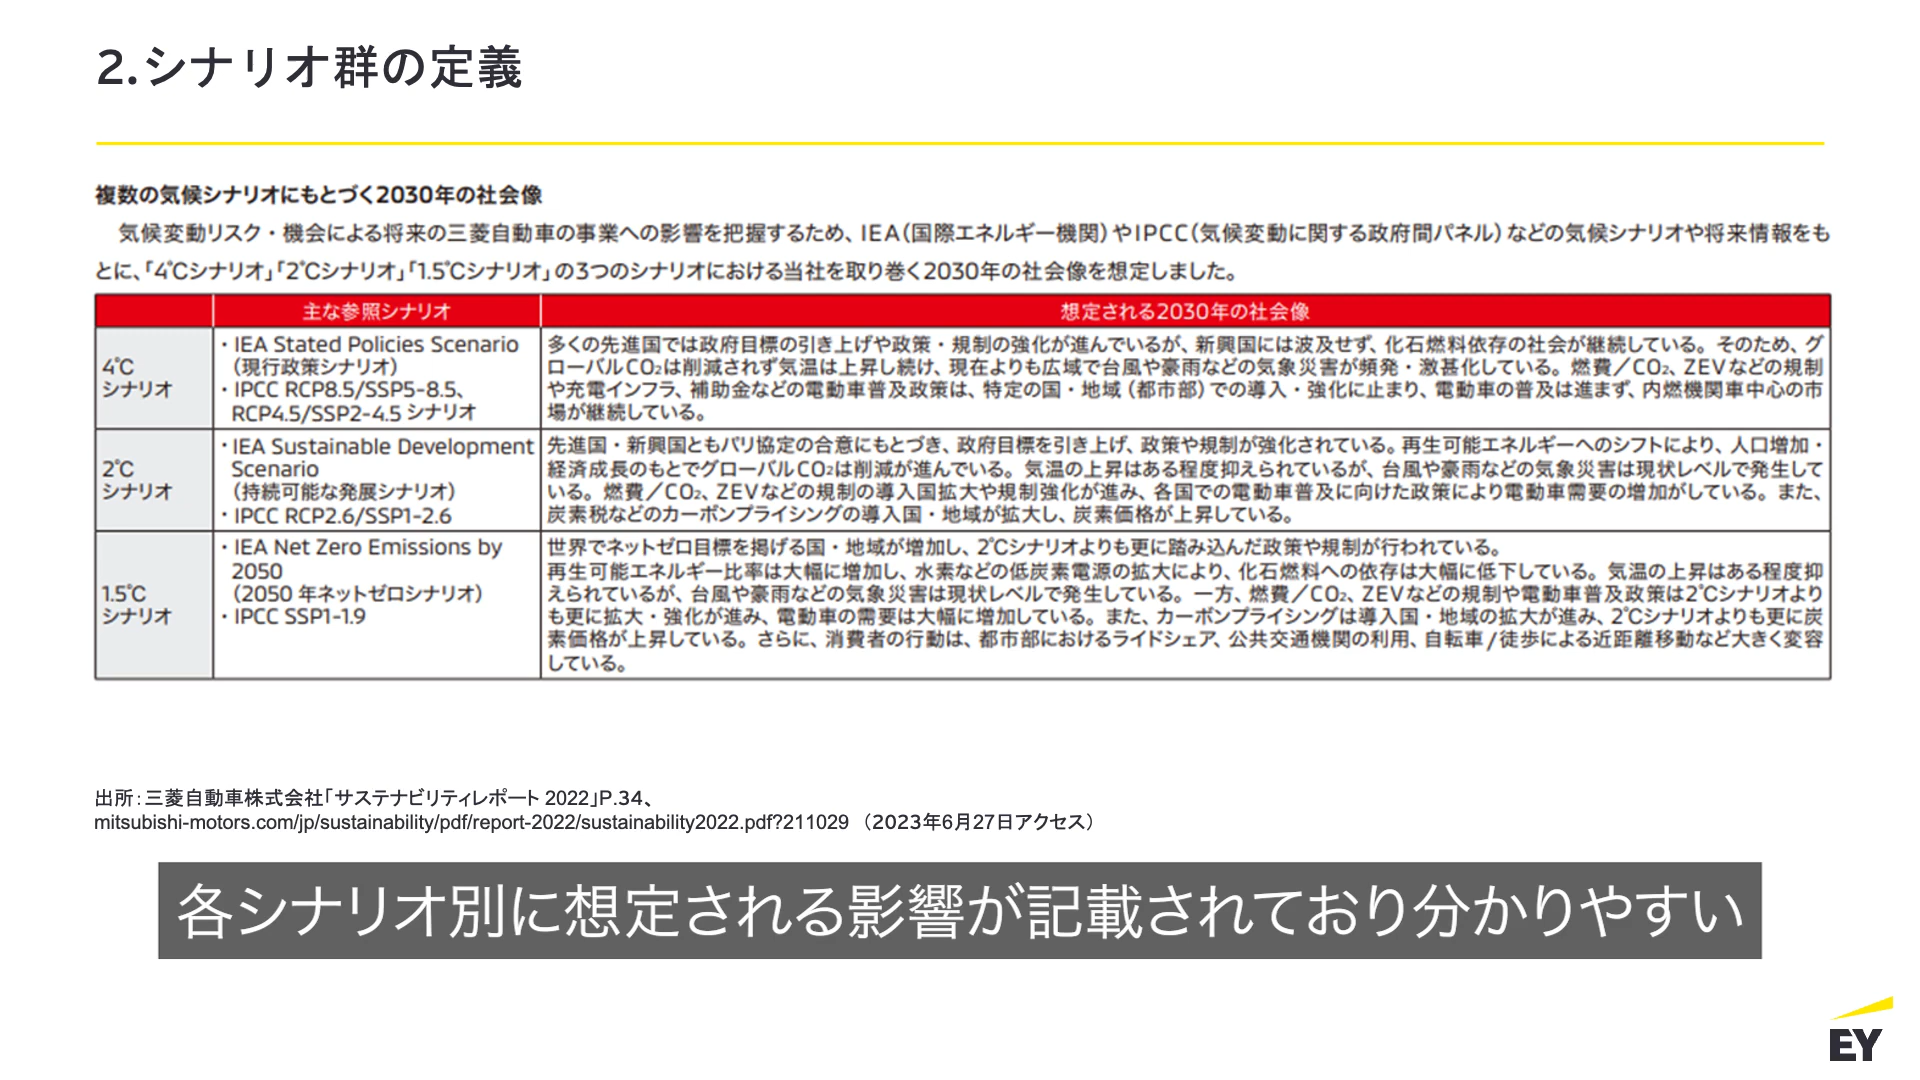 2.シナリオ群の定義
複数の気候シナリオにもとづく2030年の社会像
気候変動リスク・機会による将来の三菱自動車の事業への影響を把握するため、IEA(国際エネルギー機関)やIPCC(気候変動に関する政府間パネル)などの気候シナリオや将来情報をも
とに、「4℃シナリオ」「2℃シナリオ」「1.5℃シナリオ」の3つのシナリオにおける当社を取り巻く2030年の社会像を想定しました。
主な参照シナリオ
想定される2030年の社会像
4℃
シナリオ
・IEA Stated Policies Scenario
(現行政策シナリオ)
・IPCC RCP8.5/SSP5-8.5、
RCP4.5/SSP2-4.5 シナリオ
多くの先進国では政府目標の引き上げや政策・規制の強化が進んでいるが、新興国には波及せず、化石燃料依存の社会が継続している。そのため、グ
ローバルCO₂は削減されず気温は上昇し続け、現在よりも広域で台風や豪雨などの気象災害が頻発・激甚化している。燃費／CO₂、ZEVなどの規制
や充電インフラ、補助金などの電動車普及政策は、特定の国・地域(都市部)での導入・強化に止まり、電動車の普及は進まず、内燃機関車中心の市
場が継続している。
2℃
シナリオ
・IEA Sustainable Development
Scenario
(持続可能な発展シナリオ)
・IPCC RCP2.6/SSP1-2.6
先進国・新興国ともパリ協定の合意にもとづき、政府目標を引き上げ、政策や規制が強化されている。再生可能エネルギーへのシフトにより、人口増加・
経済成長のもとでグローバルCO₂は削減が進んでいる。気温の上昇はある程度抑えられているが、台風や豪雨などの気象災害は現状レベルで発生して
いる。燃費／CO₂、ZEVなどの規制の導入国拡大や規制強化が進み、各国での電動車普及に向けた政策により電動車需要の増加がしている。また、
炭素税などのカーボンプライシングの導入国・地域が拡大し、炭素価格が上昇している。
1.5℃
シナリオ
・IEA Net Zero Emissions by
2050
(2050 年ネットゼロシナリオ)
・IPCC SSP1-1.9
世界でネットゼロ目標を掲げる国・地域が増加し、2℃シナリオよりも更に踏み込んだ政策や規制が行われている。
再生可能エネルギー比率は大幅に増加し、水素などの低炭素電源の拡大により、化石燃料への依存は大幅に低下している。気温の上昇はある程度抑
えられているが、台風や豪雨などの気象災害は現状レベルで発生している。一方、燃費／CO₂、ZEVなどの規制や電動車普及政策は2℃シナリオより
も更に拡大・強化が進み、電動車の需要は大幅に増加している。また、カーボンプライシングは導入国・地域の拡大が進み、2℃シナリオよりも更に炭
素価格が上昇している。さらに、消費者の行動は、都市部におけるライドシェア、公共交通機関の利用、自転車/徒歩による近距離移動など大きく変容
している。
出所：三菱自動車株式会社「サステナビリティレポート 2022」P.34、
mitsubishi-motors.com/jp/sustainability/pdf/report-2022/sustainability2022.pdf?211029 （2023年6月27日アクセス）
各シナリオ別に想定される影響が記載されており分かりやすい
EY